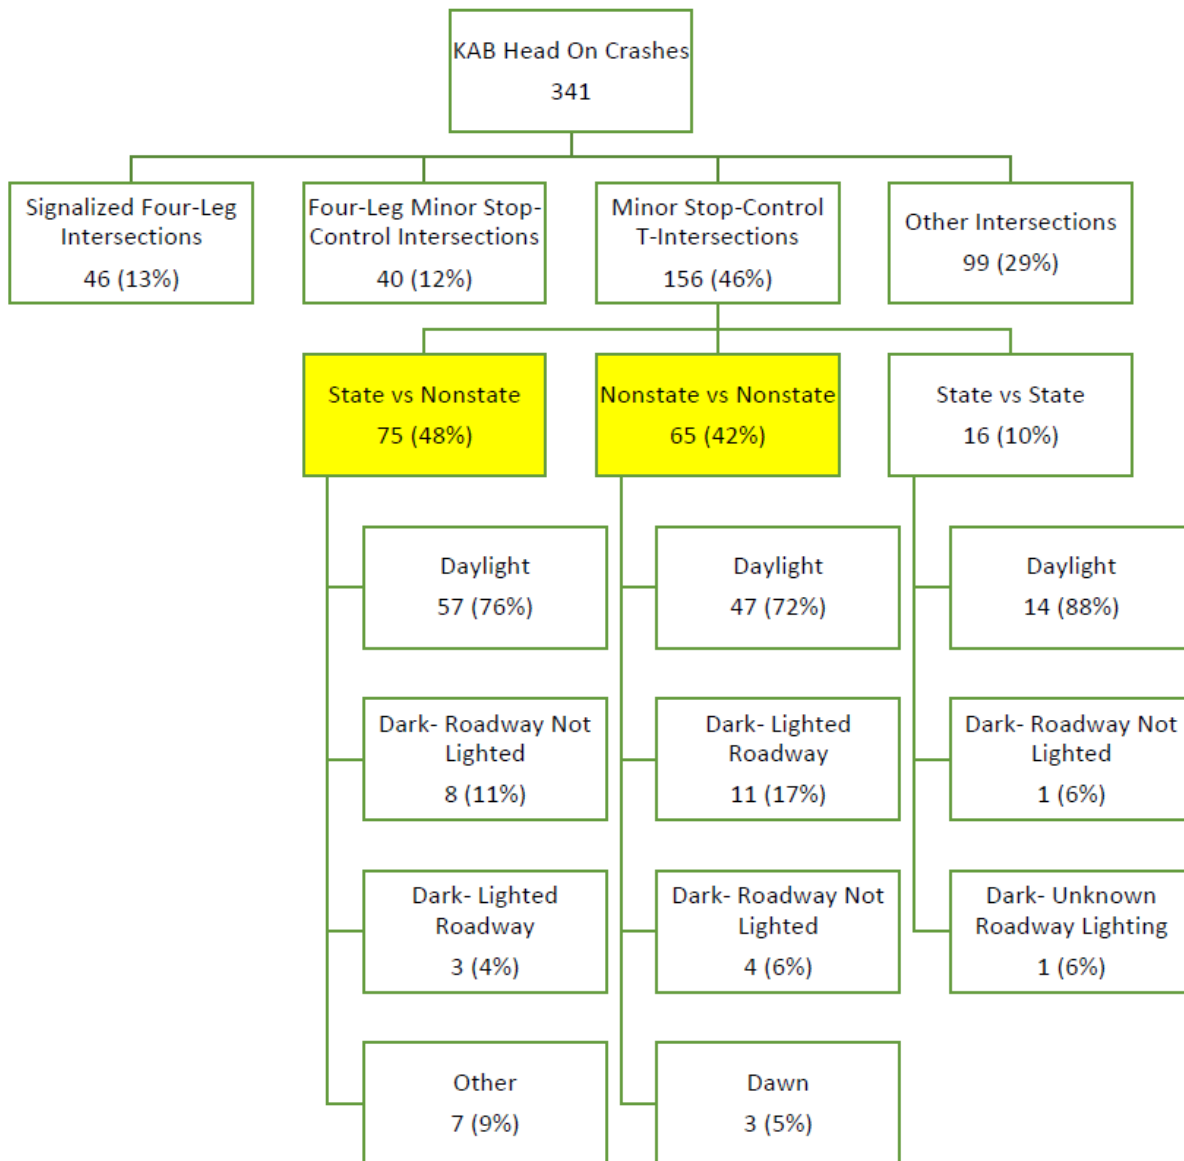 KAB Head On Crashes
341
Signalized Four-Leg
Intersections
46 (13%)
Four-Leg Minor Stop-
Control Intersections
40 (12%)
Minor Stop-Control
T-Intersections
156 (46%)
Other Intersections
99 (29%)
State vs Nonstate
75 (48%)
Nonstate vs Nonstate
65 (42%)
State vs State
16 (10%)
Daylight
57 (76%)
Daylight
47 (72%)
Daylight
14 (88%)
Dark- Roadway Not
Lighted
8 (11%)
Dark- Lighted
Roadway
11 (17%)
Dark- Roadway Not
Lighted
1 (6%)
Dark- Lighted
Roadway
3 (4%)
Dark- Roadway Not
Lighted
4 (6%)
Dark- Unknown
Roadway Lighting
1 (6%)
Other
7 (9%)
Dawn
3 (5%)